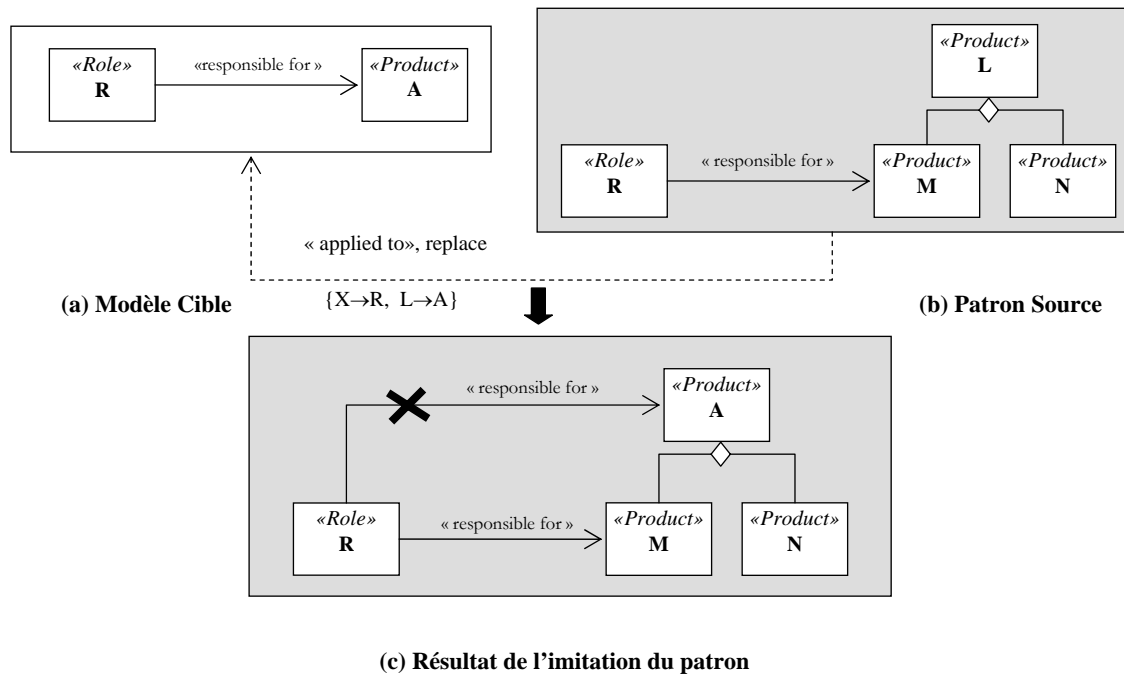 «Role»
R
«responsible for »
«Product»
A
«Product»
L
«Role»
R
« responsible for »
«Product»
M
«Product»
N
« applied to», replace
{X→R, L→A}
(a) Modèle Cible
(b) Patron Source
« responsible for »
«Product»
A
«Role»
R
« responsible for »
«Product»
M
«Product»
N
(c) Résultat de l’imitation du patron